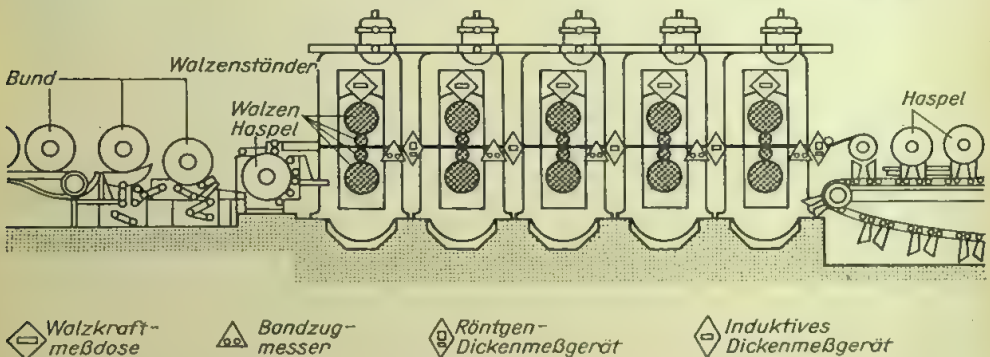 Bund
Walzenständer
Walzen
Haspel
Haspel
Walzkraft-
meßdose
Bandzug-
messer
Röntgen-
Dickenmeßgerät
Induktives
Dickenmeßgerät